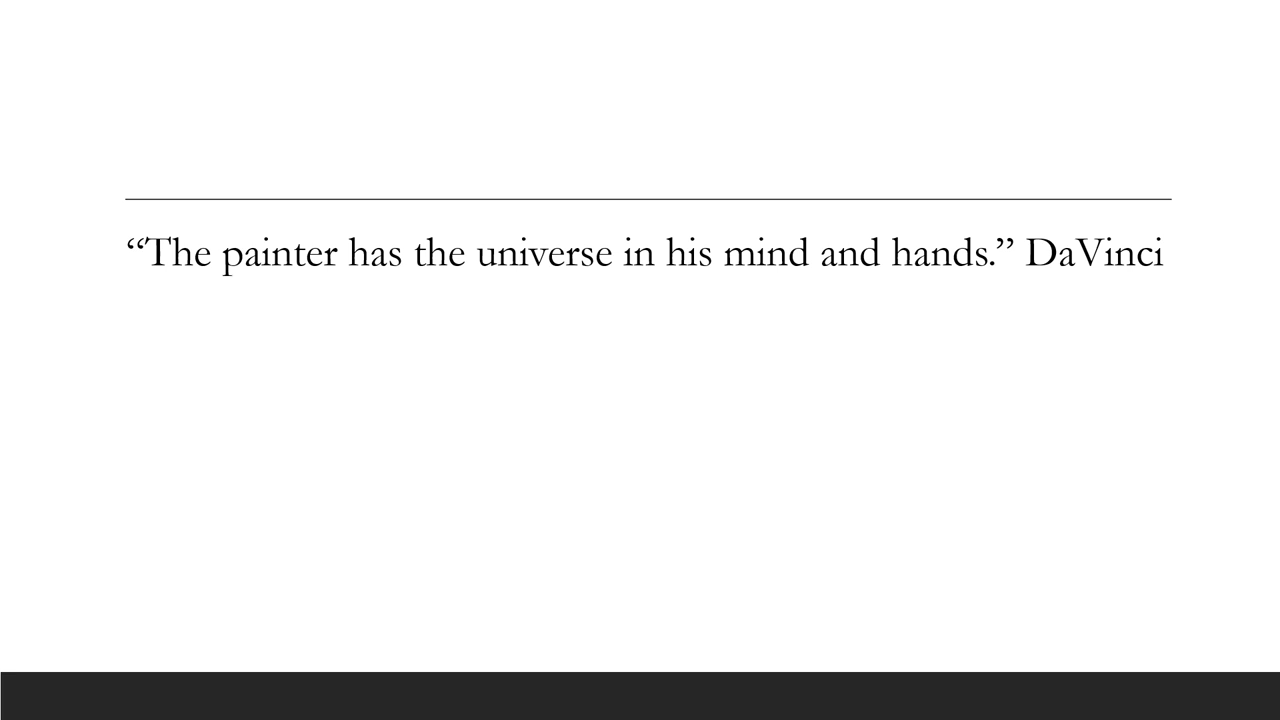 “The painter has the universe in his mind and hands.” DaVinci